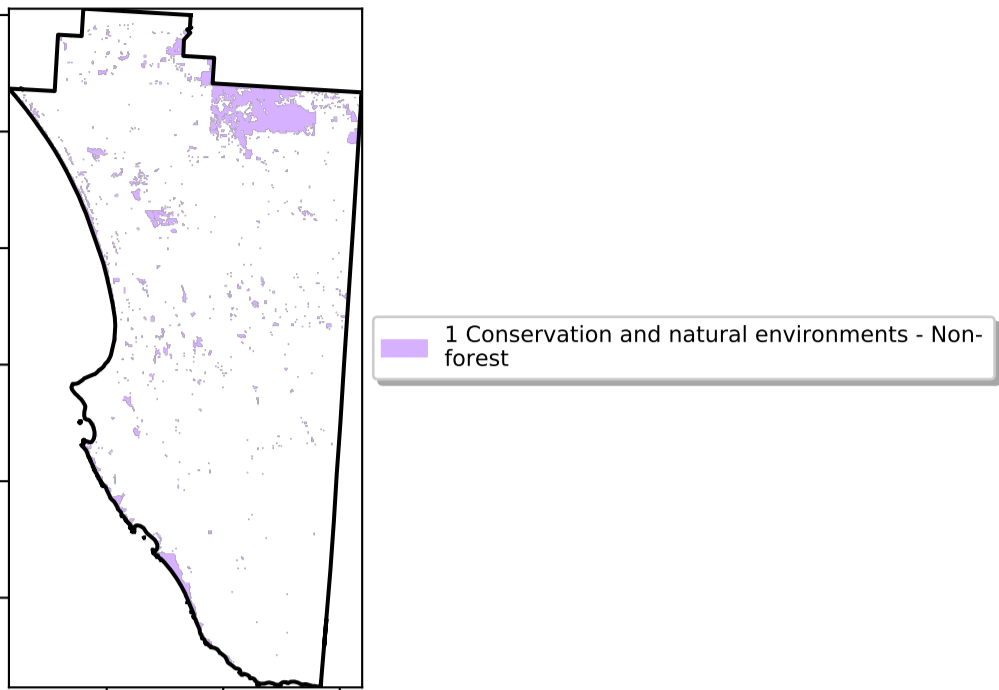 1 Conservation and natural environments - Non-
forest